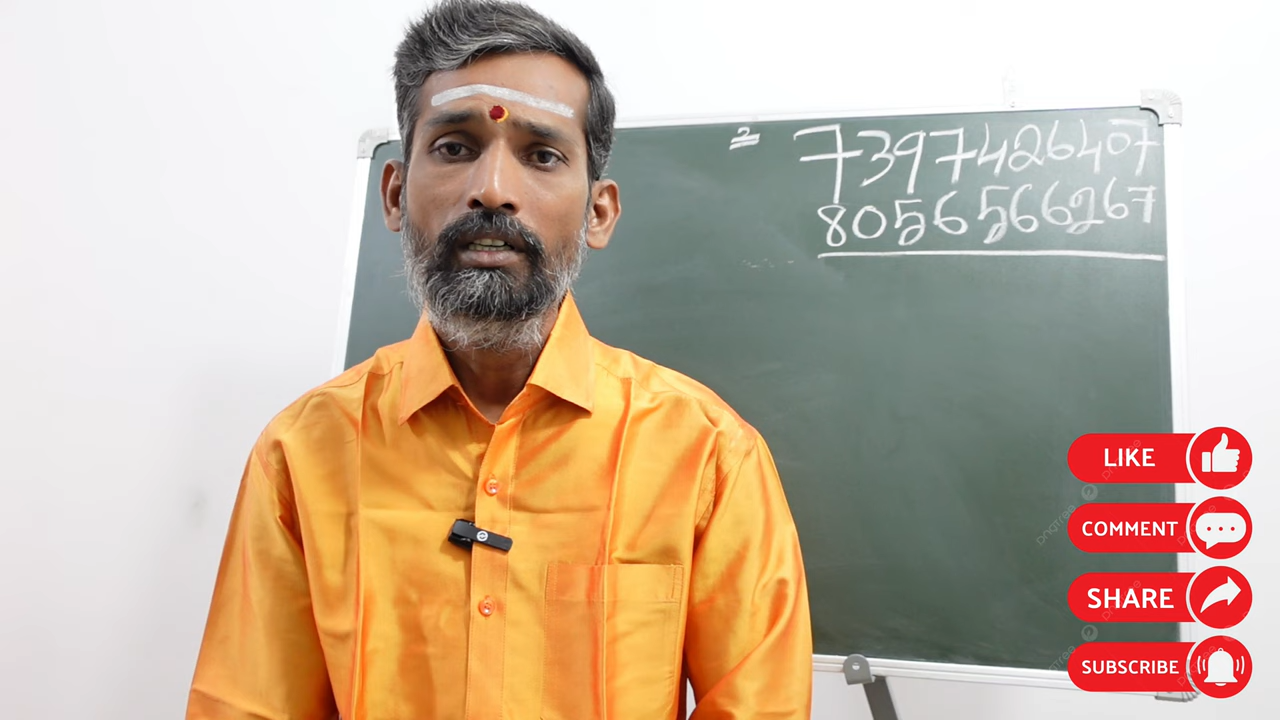 = 7397426407
8056566267
LIKE
COMMENT
SHARE
SUBSCRIBE